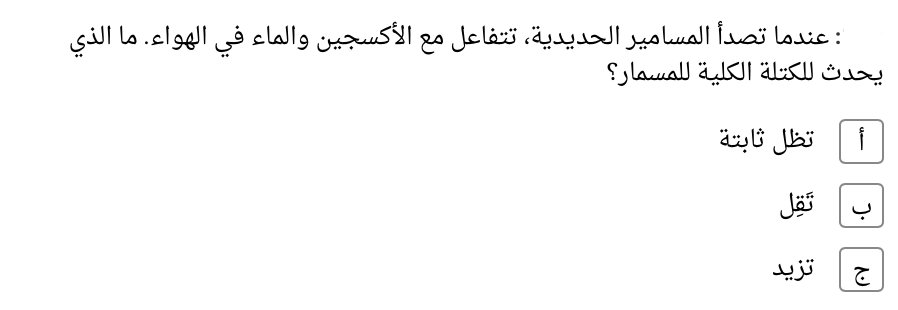 : عندما تصدأ المسامير الحديدية، تتفاعل مع الأكسجين والماء في الهواء. ما الذي
يحدث للكتلة الكلية للمسمار؟
أ تظل ثابتة
ب تَقِل
ج تزيد